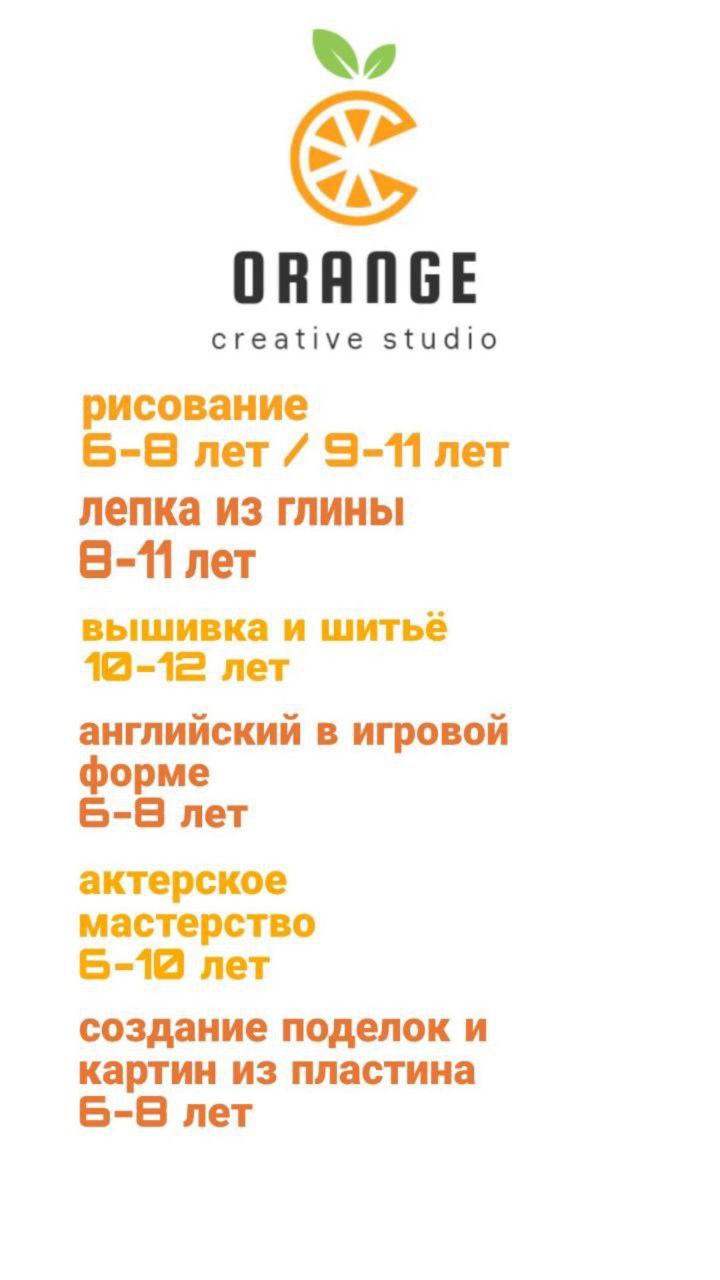 ORANGE
creative studio
рисование
6-8 лет / 9-11 лет
лепка из глины
8-11 лет
вышивка и шитьё
10-12 лет
английский в игровой
форме
6-8 лет
актерское
мастерство
6-10 лет
создание поделок и
картин из пластина
6-8 лет